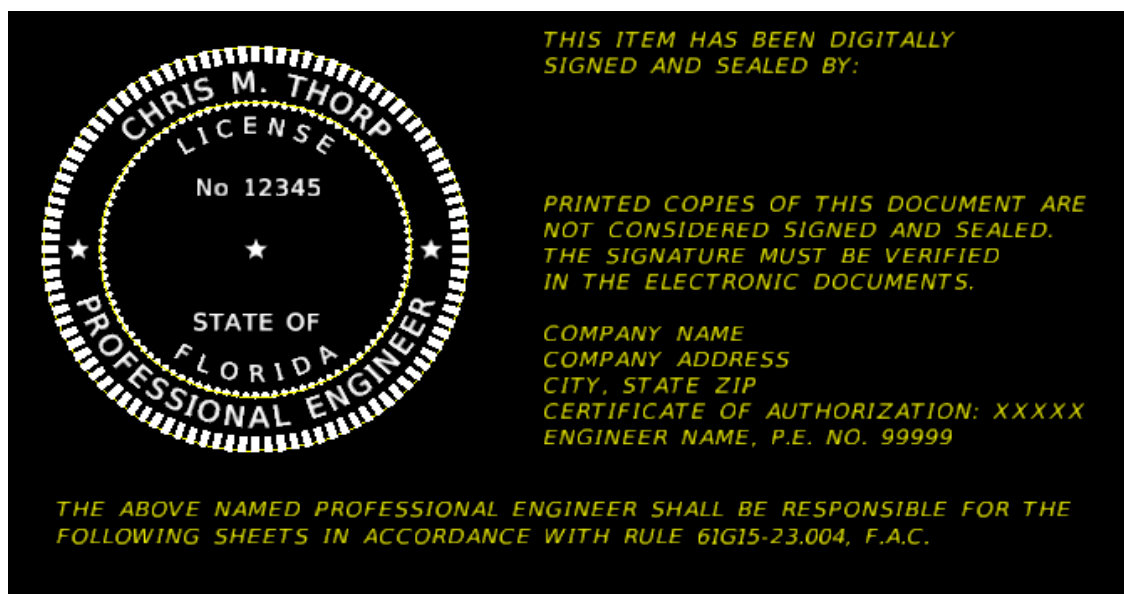 CHRIS M. THORP
LICENSE
No 12345
STATE OF
FLORIDA
PROFESSIONAL ENGINEER
THIS ITEM HAS BEEN DIGITALLY
SIGNED AND SEALED BY:
PRINTED COPIES OF THIS DOCUMENT ARE
NOT CONSIDERED SIGNED AND SEALED.
THE SIGNATURE MUST BE VERIFIED
IN THE ELECTRONIC DOCUMENTS.
COMPANY NAME
COMPANY ADDRESS
CITY, STATE ZIP
CERTIFICATE OF AUTHORIZATION: XXXXX
ENGINEER NAME, P.E. NO. 99999
THE ABOVE NAMED PROFESSIONAL ENGINEER SHALL BE RESPONSIBLE FOR THE
FOLLOWING SHEETS IN ACCORDANCE WITH RULE 61G15-23.004, F.A.C.